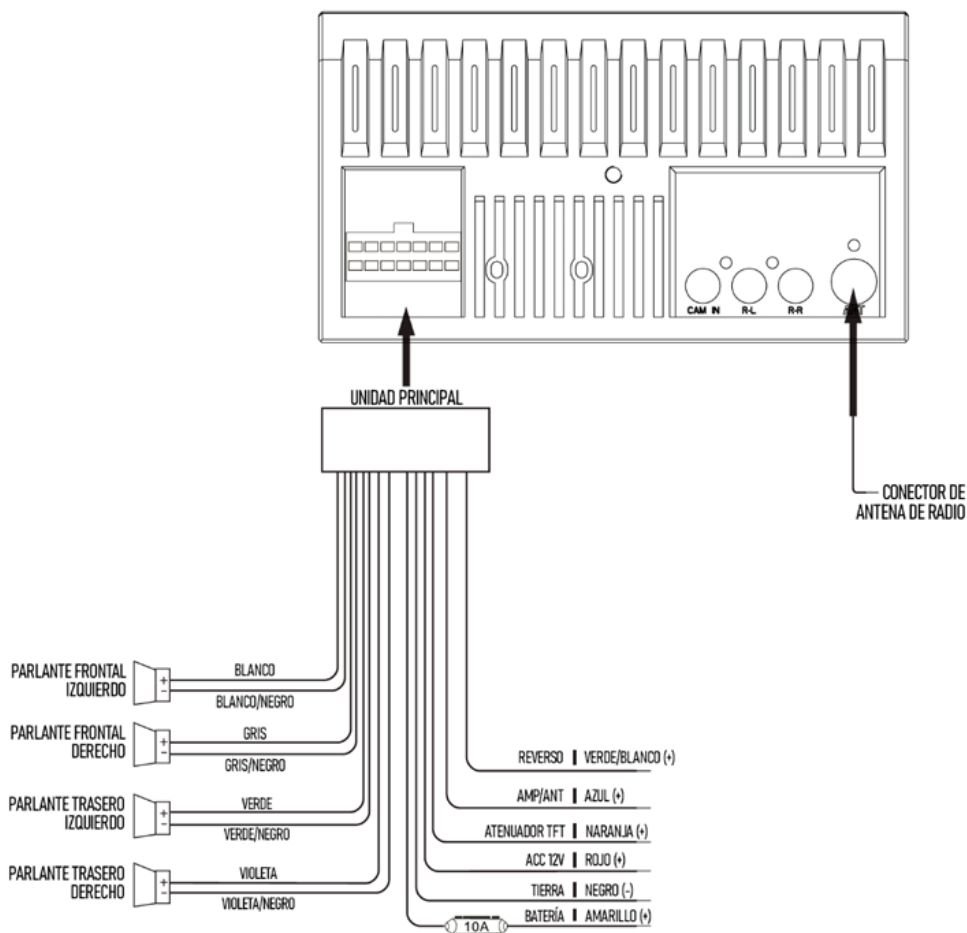 CAM IN
R-L
R-R
UNIDAD PRINCIPAL
CONECTOR DE
ANTENA DE RADIO
PARLANTE FRONTAL
IZQUIERDO
+
-
BLANCO
BLANCO/NEGRO
PARLANTE FRONTAL
DERECHO
+
-
GRIS
GRIS/NEGRO
PARLANTE TRASERO
IZQUIERDO
+
-
VERDE
VERDE/NEGRO
PARLANTE TRASERO
DERECHO
+
-
VIOLETA
VIOLETA/NEGRO
REVERSO | VERDE/BLANCO (+)
AMP/ANT | AZUL (+)
ATENUADOR TFT | NARANJA (+)
ACC 12V | ROJO (+)
TIERRA | NEGRO (-)
BATERÍA | AMARILLO (+)
10A